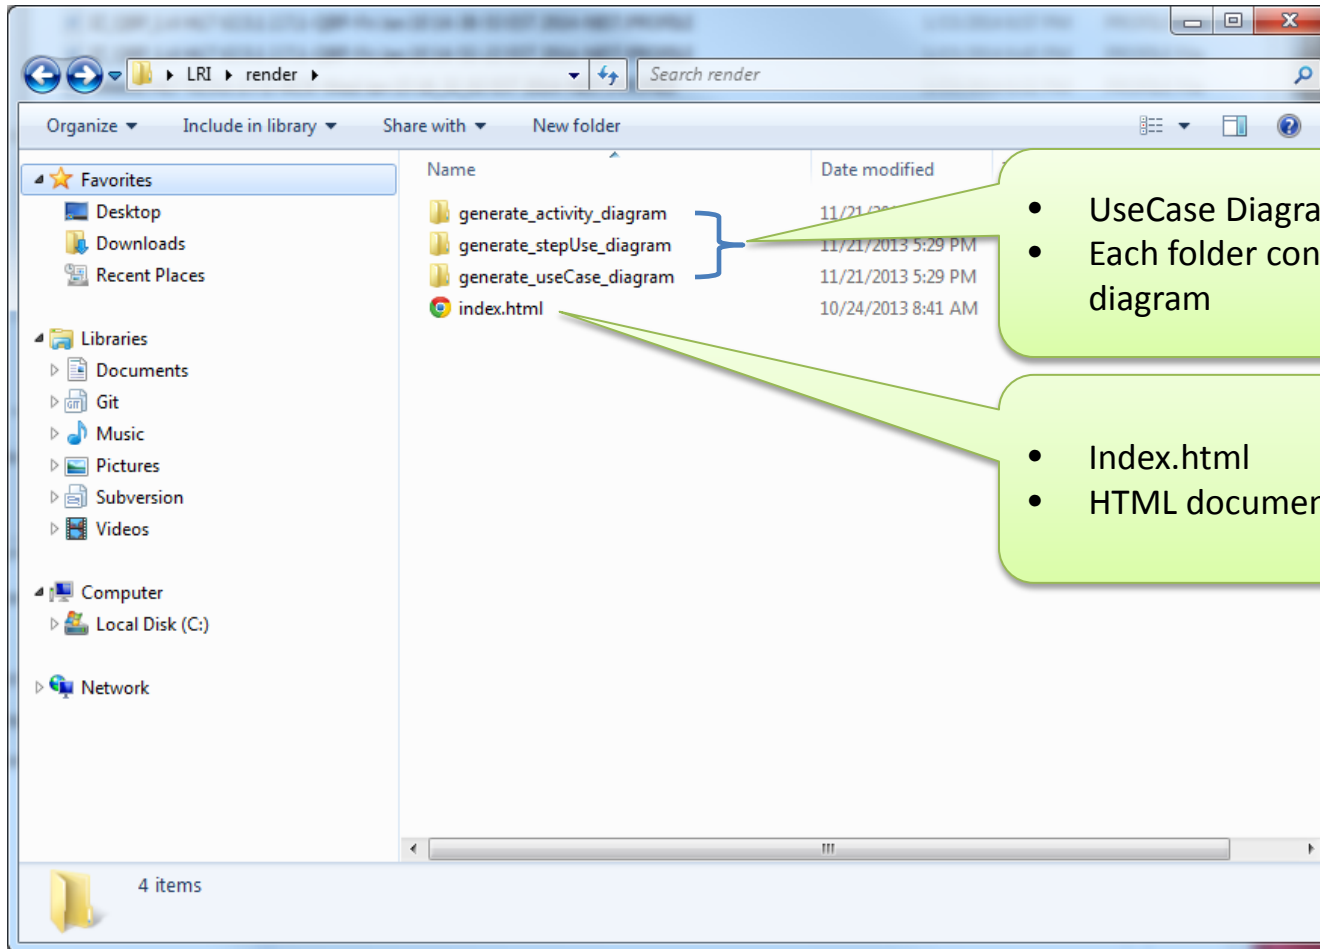 LRI render
Search render
Organize Include in library Share with New folder
Name Date modified
Favorites
Desktop
Downloads
Recent Places
Libraries
Documents
Git
Music
Pictures
Subversion
Videos
Computer
Local Disk (C:)
Network
generate_activity_diagram 11/21/
generate_stepUse_diagram 11/21/2013 5:29 PM
generate_useCase_diagram 11/21/2013 5:29 PM
index.html 10/24/2013 8:41 AM
• UseCase Diagra
• Each folder con
diagram
• Index.html
• HTML documen
4 items